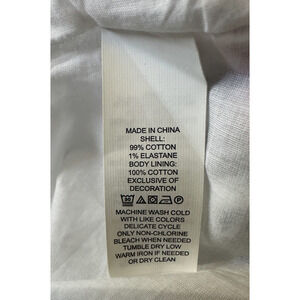 MADE IN CHINA
SHELL:
99% COTTON
1% ELASTANE
BODY LINING:
100% COTTON
EXCLUSIVE OF
DECORATION
MACHINE WASH COLD
WITH LIKE COLORS
DELICATE CYCLE
ONLY NON-CHLORINE
BLEACH WHEN NEEDED
TUMBLE DRY LOW
WARM IRON IF NEEDED
OR DRY CLEAN